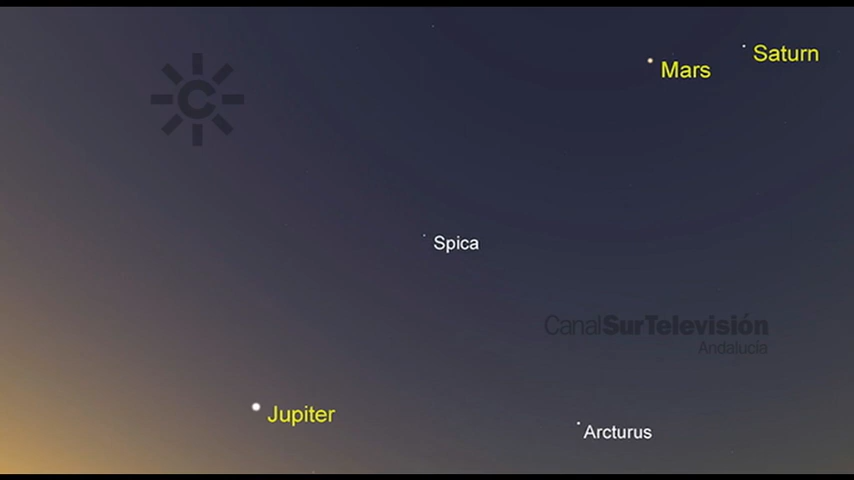 Saturn
Mars
C
Spica
CanalSurTelevisión
Andalucía
Jupiter
Arcturus